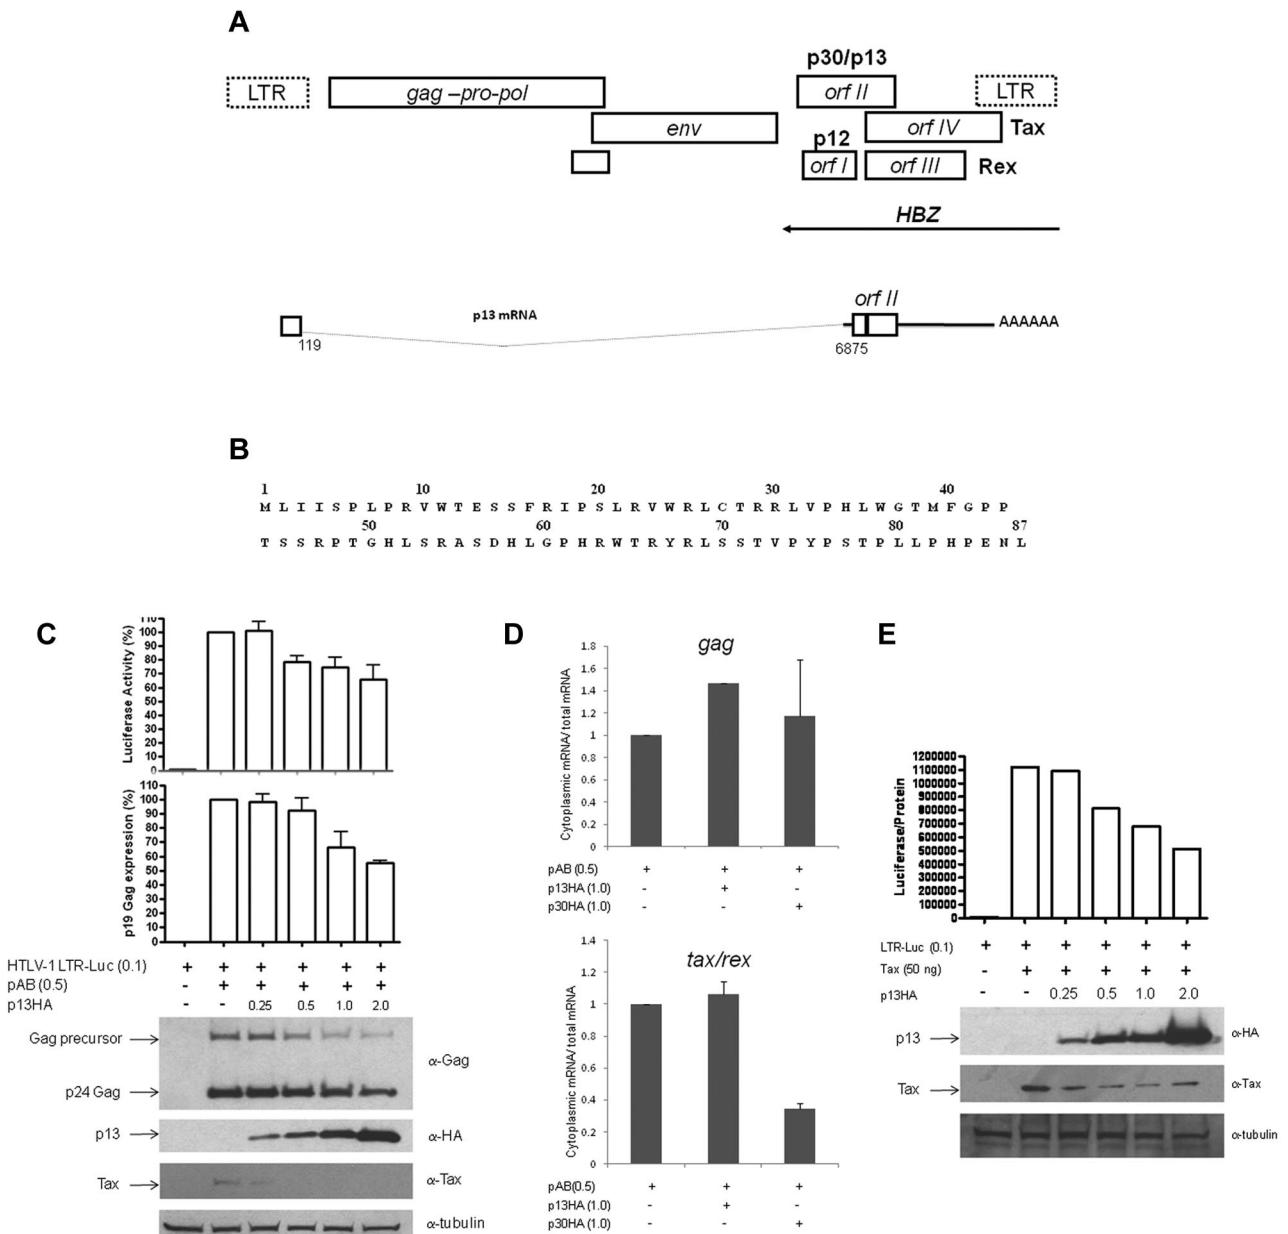 A
p30/p13
LTR
gag –pro-pol
orf II
LTR
env
orf IV
Tax
p12
orf I
orf III
Rex
HBZ
p13 mRNA
orf II
AAAAAA
119
6875
B
1 10 20 30 40
M L I I S P L P R V W T E S S F R I P S L R V W R L C T R R L V P H L W G T M F G P P
50 60 70 80 87
T S S R P T G H L S R A S D H L G P H R W T R Y R L S S T V P Y P S T P L L P H P E N L
C
Luciferase Activity (%)
110
100
90
80
70
60
50
40
30
20
10
0
p19 Gag expression (%)
110
100
90
80
70
60
50
40
30
20
10
0
HTLV-1 LTR-Luc (0.1) + + + + + +
pAB (0.5) - + + + + +
p13HA - - 0.25 0.5 1.0 2.0
Gag precursor
α-Gag
p24 Gag
p13
α-HA
Tax
α-Tax
α-tubulin
D
gag
Cytoplasmic mRNA/ total mRNA
1.8
1.6
1.4
1.2
1
0.8
0.6
0.4
0.2
0
pAB (0.5) + + +
p13HA (1.0) - + -
p30HA (1.0) - - +
tax/rex
Cytoplasmic mRNA/ total mRNA
1.4
1.2
1
0.8
0.6
0.4
0.2
0
pAB(0.5) + + +
p13HA (1.0) - + -
p30HA (1.0) - - +
E
Luciferase/Protein
1200000
1100000
1000000
900000
800000
700000
600000
500000
400000
300000
200000
100000
0
LTR-Luc (0.1) + + + + + +
Tax (50 ng) - + + + + +
p13HA - - 0.25 0.5 1.0 2.0
p13
α-HA
Tax
α-Tax
α-tubulin